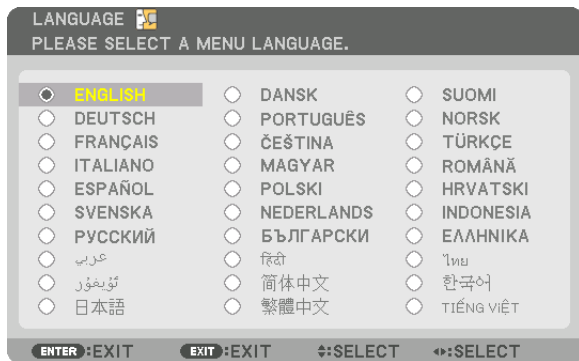 LANGUAGE
PLEASE SELECT A MENU LANGUAGE.
ENGLISH DANSK SUOMI
DEUTSCH PORTUGUÊS NORSK
FRANÇAIS ČEŠTINA TÜRKÇE
ITALIANO MAGYAR ROMÂNĂ
ESPAÑOL POLSKI HRVATSKI
SVENSKA NEDERLANDS INDONESIA
РУССКИЙ БЪЛГАРСКИ ΕΛΛΗΝΙΚΑ
عربي हिंदी ไทย
ئۇيغۇر 简体中文 한국어
日本語 繁體中文 TIẾNG VIỆT
ENTER:EXIT EXIT:EXIT :SELECT :SELECT